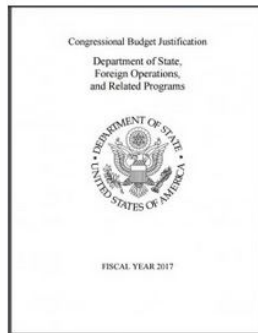 Congressional Budget Justification
Department of State,
Foreign Operations,
and Related Programs
DEPARTMENT OF STATE
UNITED STATES OF AMERICA
FISCAL YEAR 2017